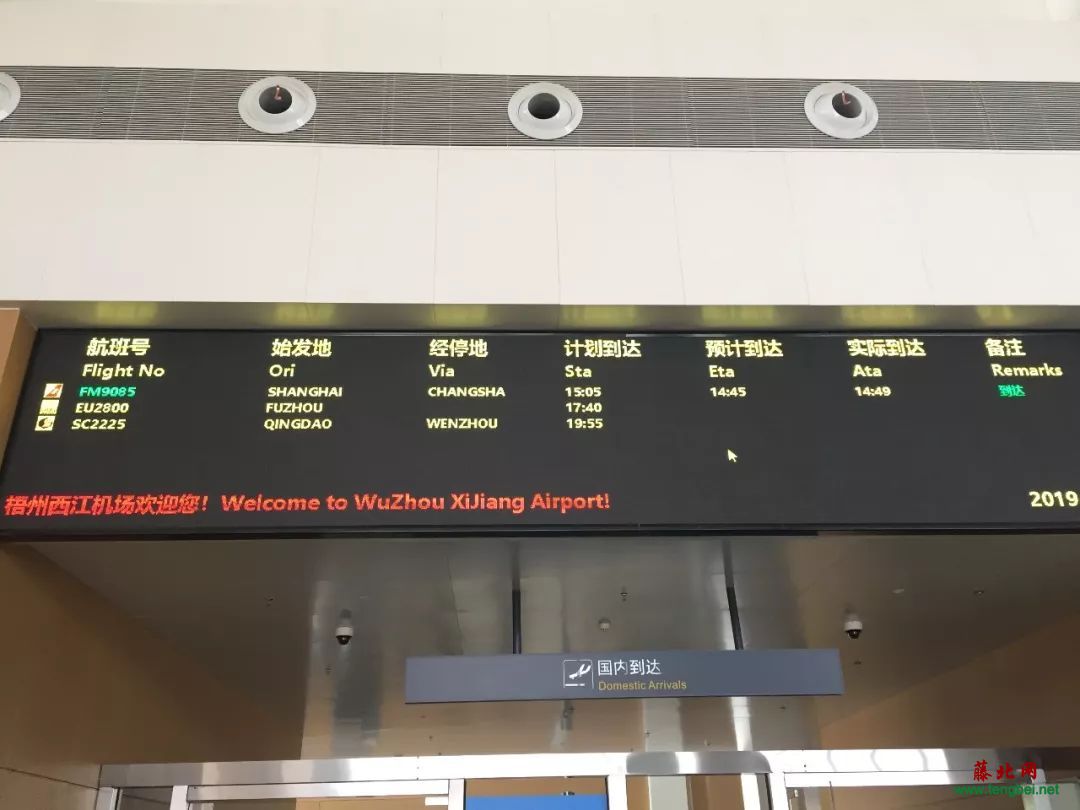 航班号 始发地 经停地 计划到达 预计到达 实际到达 备注
Flight No Ori Via Sta Eta Ata Remarks
FM9085 SHANGHAI CHANGSHA 15:05 14:45 14:49 到达
EU2800 FUZHOU 17:40
SC2225 QINGDAO WENZHOU 19:55
梧州西江机场欢迎您! Welcome to WuZhou XiJiang Airport! 2019
国内到达
Domestic Arrivals
藤北网
www.tengbei.net